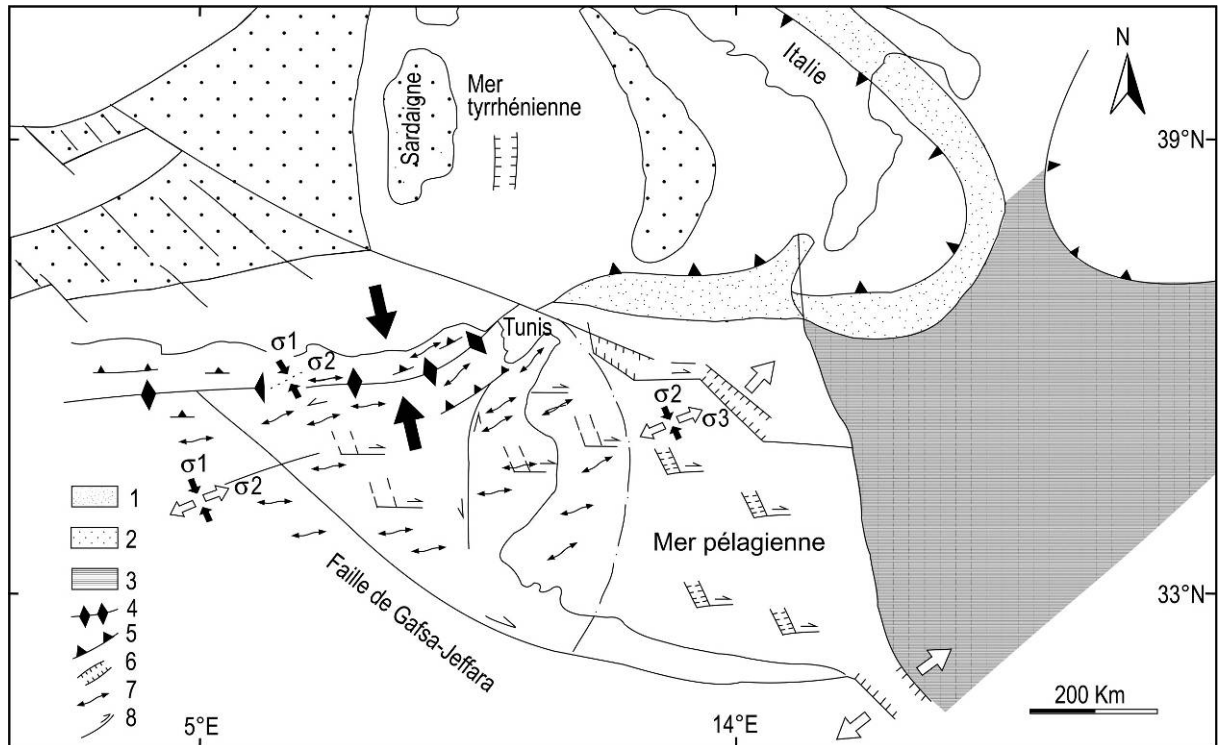 N
Italie
Mer
tyrrhénienne
Sardaigne
39°N
Tunis
σ1
σ2
σ2
σ3
σ1
σ2
1
2
3
4
5
6
7
8
Mer pélagienne
Faille de Gafsa-Jeffara
33°N
200 Km
5°E
14°E